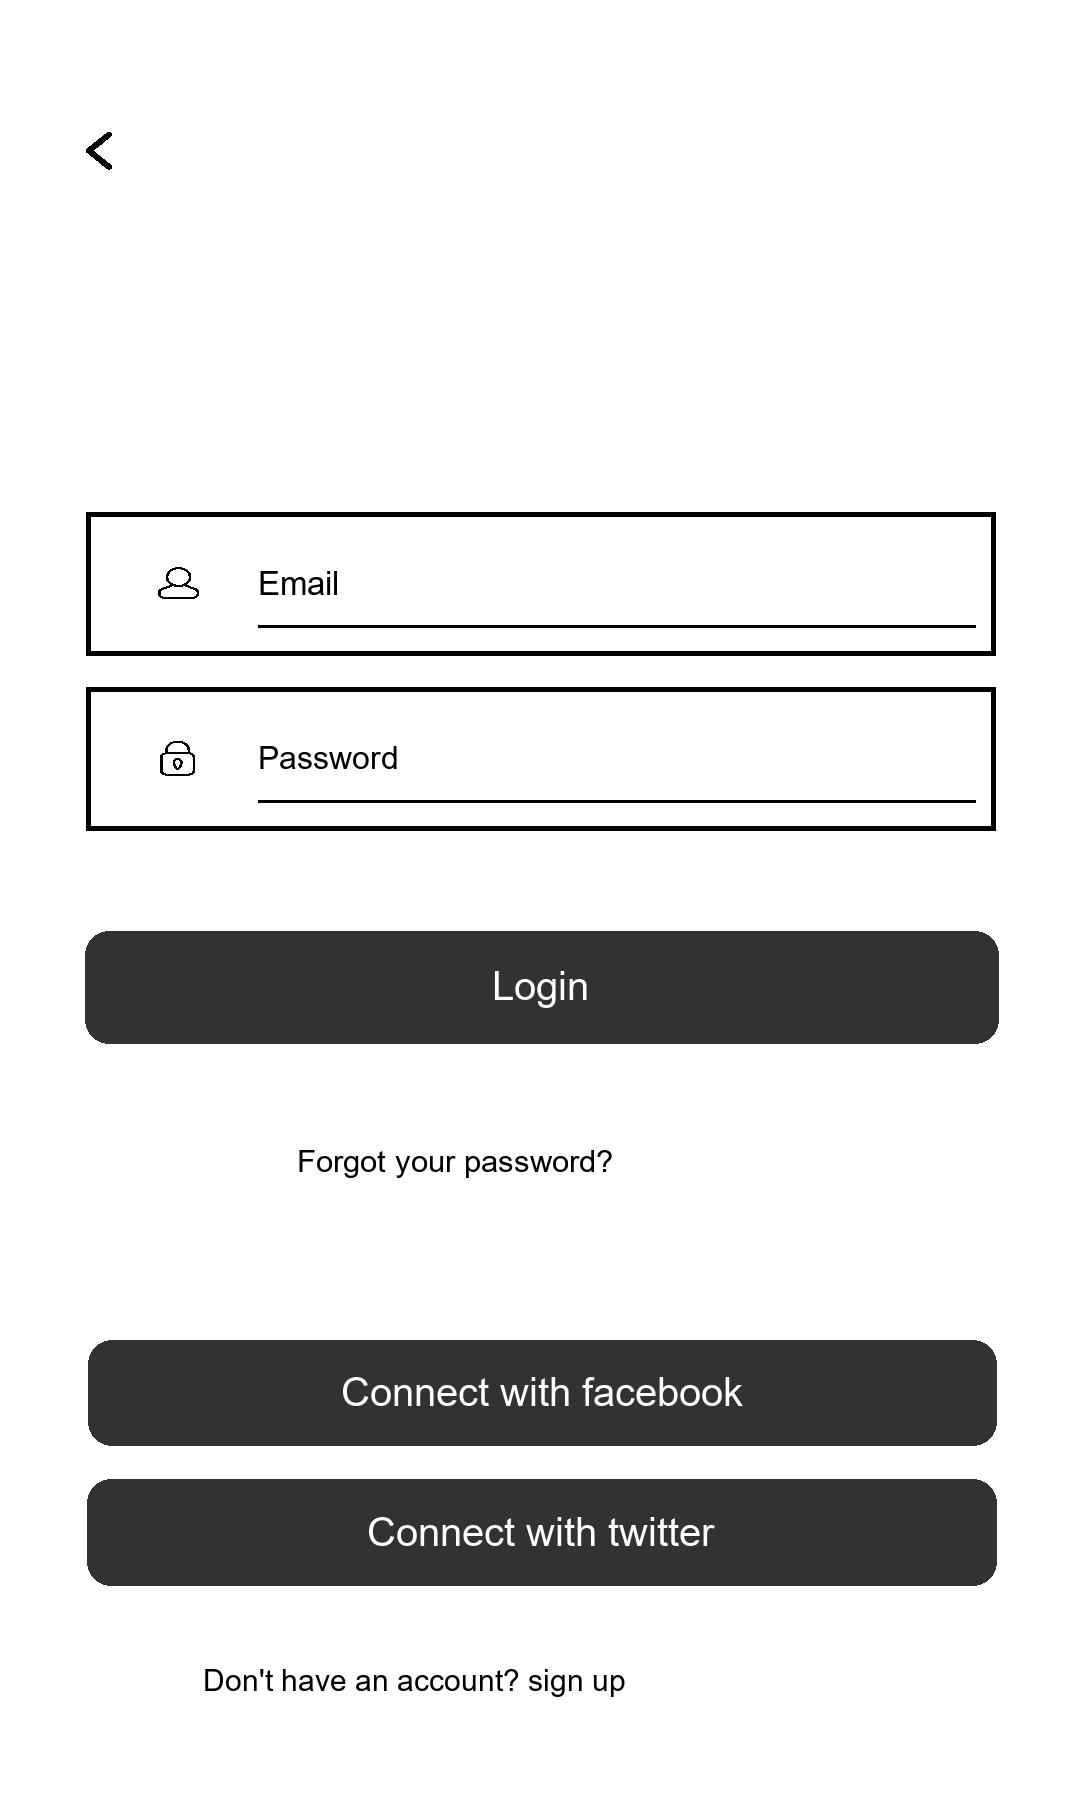 Email
Password
Login
Forgot your password?
Connect with facebook
Connect with twitter
Don't have an account? sign up